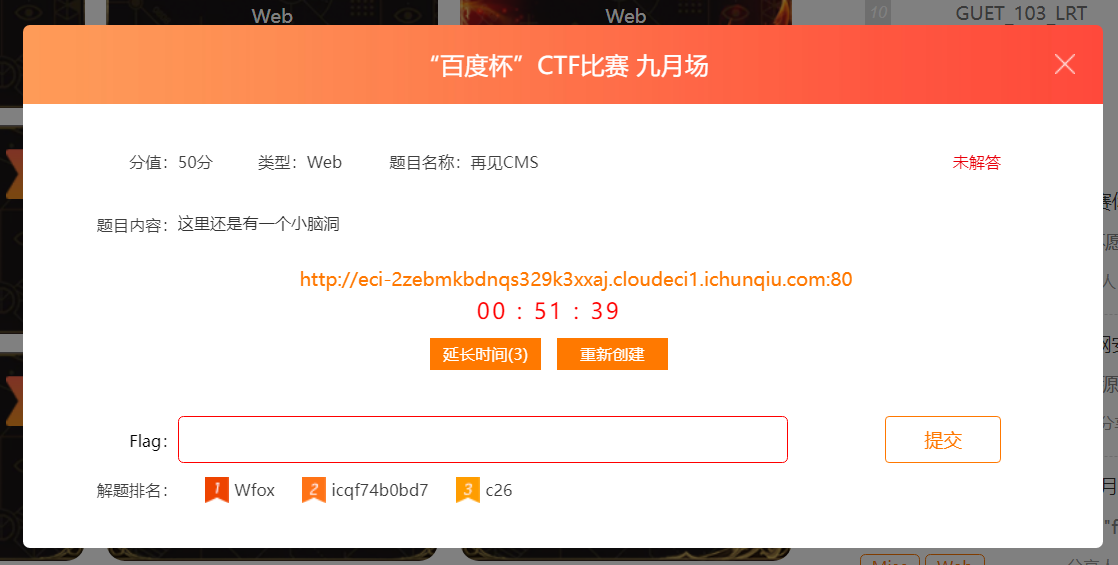 Web
Web
10
GUET_103_LRT
“百度杯”CTF比赛 九月场
分值：50分 类型：Web 题目名称：再见CMS 未解答
题目内容：这里还是有一个小脑洞
http://eci-2zebmkbdnqs329k3xxaj.cloudeci1.ichunqiu.com:80
00 : 51 : 39
延长时间(3) 重新创建
Flag： 提交
解题排名： 1 Wfox 2 icqf74b0bd7 3 c26
Misc Web